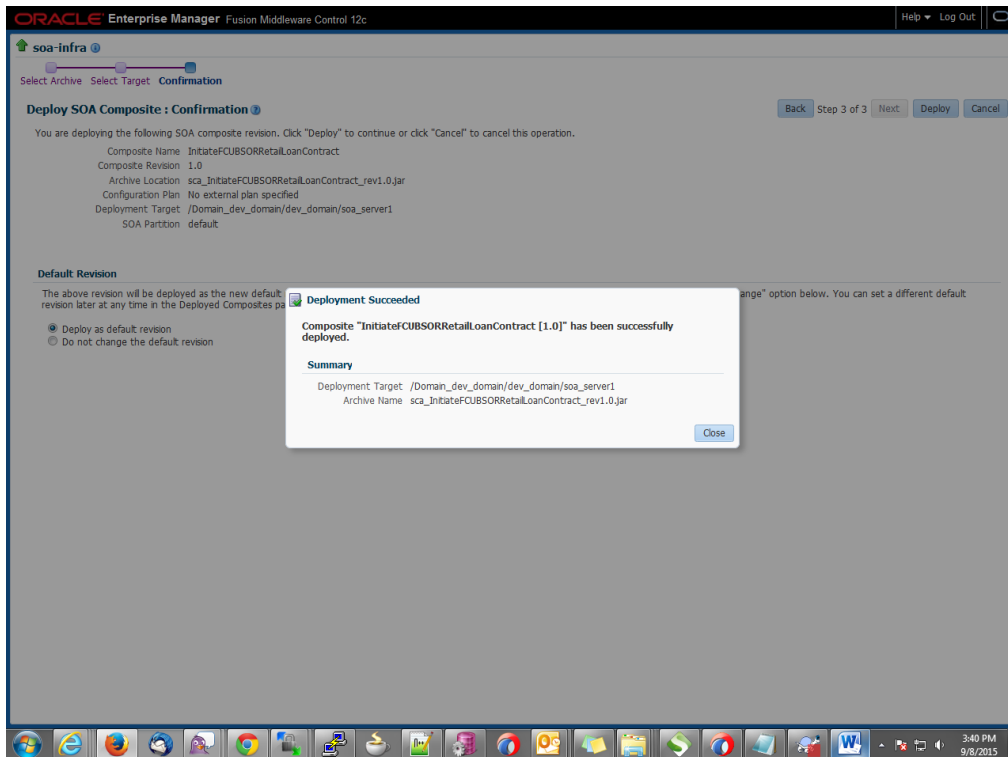 ORACLE Enterprise Manager Fusion Middleware Control 12c
Help Log Out
soa-infra
Select Archive Select Target Confirmation
Deploy SOA Composite : Confirmation
Back Step 3 of 3 Next Deploy Cancel
You are deploying the following SOA composite revision. Click "Deploy" to continue or click "Cancel" to cancel this operation.
Composite Name InitiateFCUBSORRetailLoanContract
Composite Revision 1.0
Archive Location sca_InitiateFCUBSORRetailLoanContract_rev1.0.jar
Configuration Plan No external plan specified
Deployment Target /Domain_dev_domain/dev_domain/soa_server1
SOA Partition default
Default Revision
The above revision will be deployed as the new default ange" option below. You can set a different default
revision later at any time in the Deployed Composites pa
Deploy as default revision
Do not change the default revision
Deployment Succeeded
Composite "InitiateFCUBSORRetailLoanContract [1.0]" has been successfully
deployed.
Summary
Deployment Target /Domain_dev_domain/dev_domain/soa_server1
Archive Name sca_InitiateFCUBSORRetailLoanContract_rev1.0.jar
Close
3:40 PM
9/8/2015